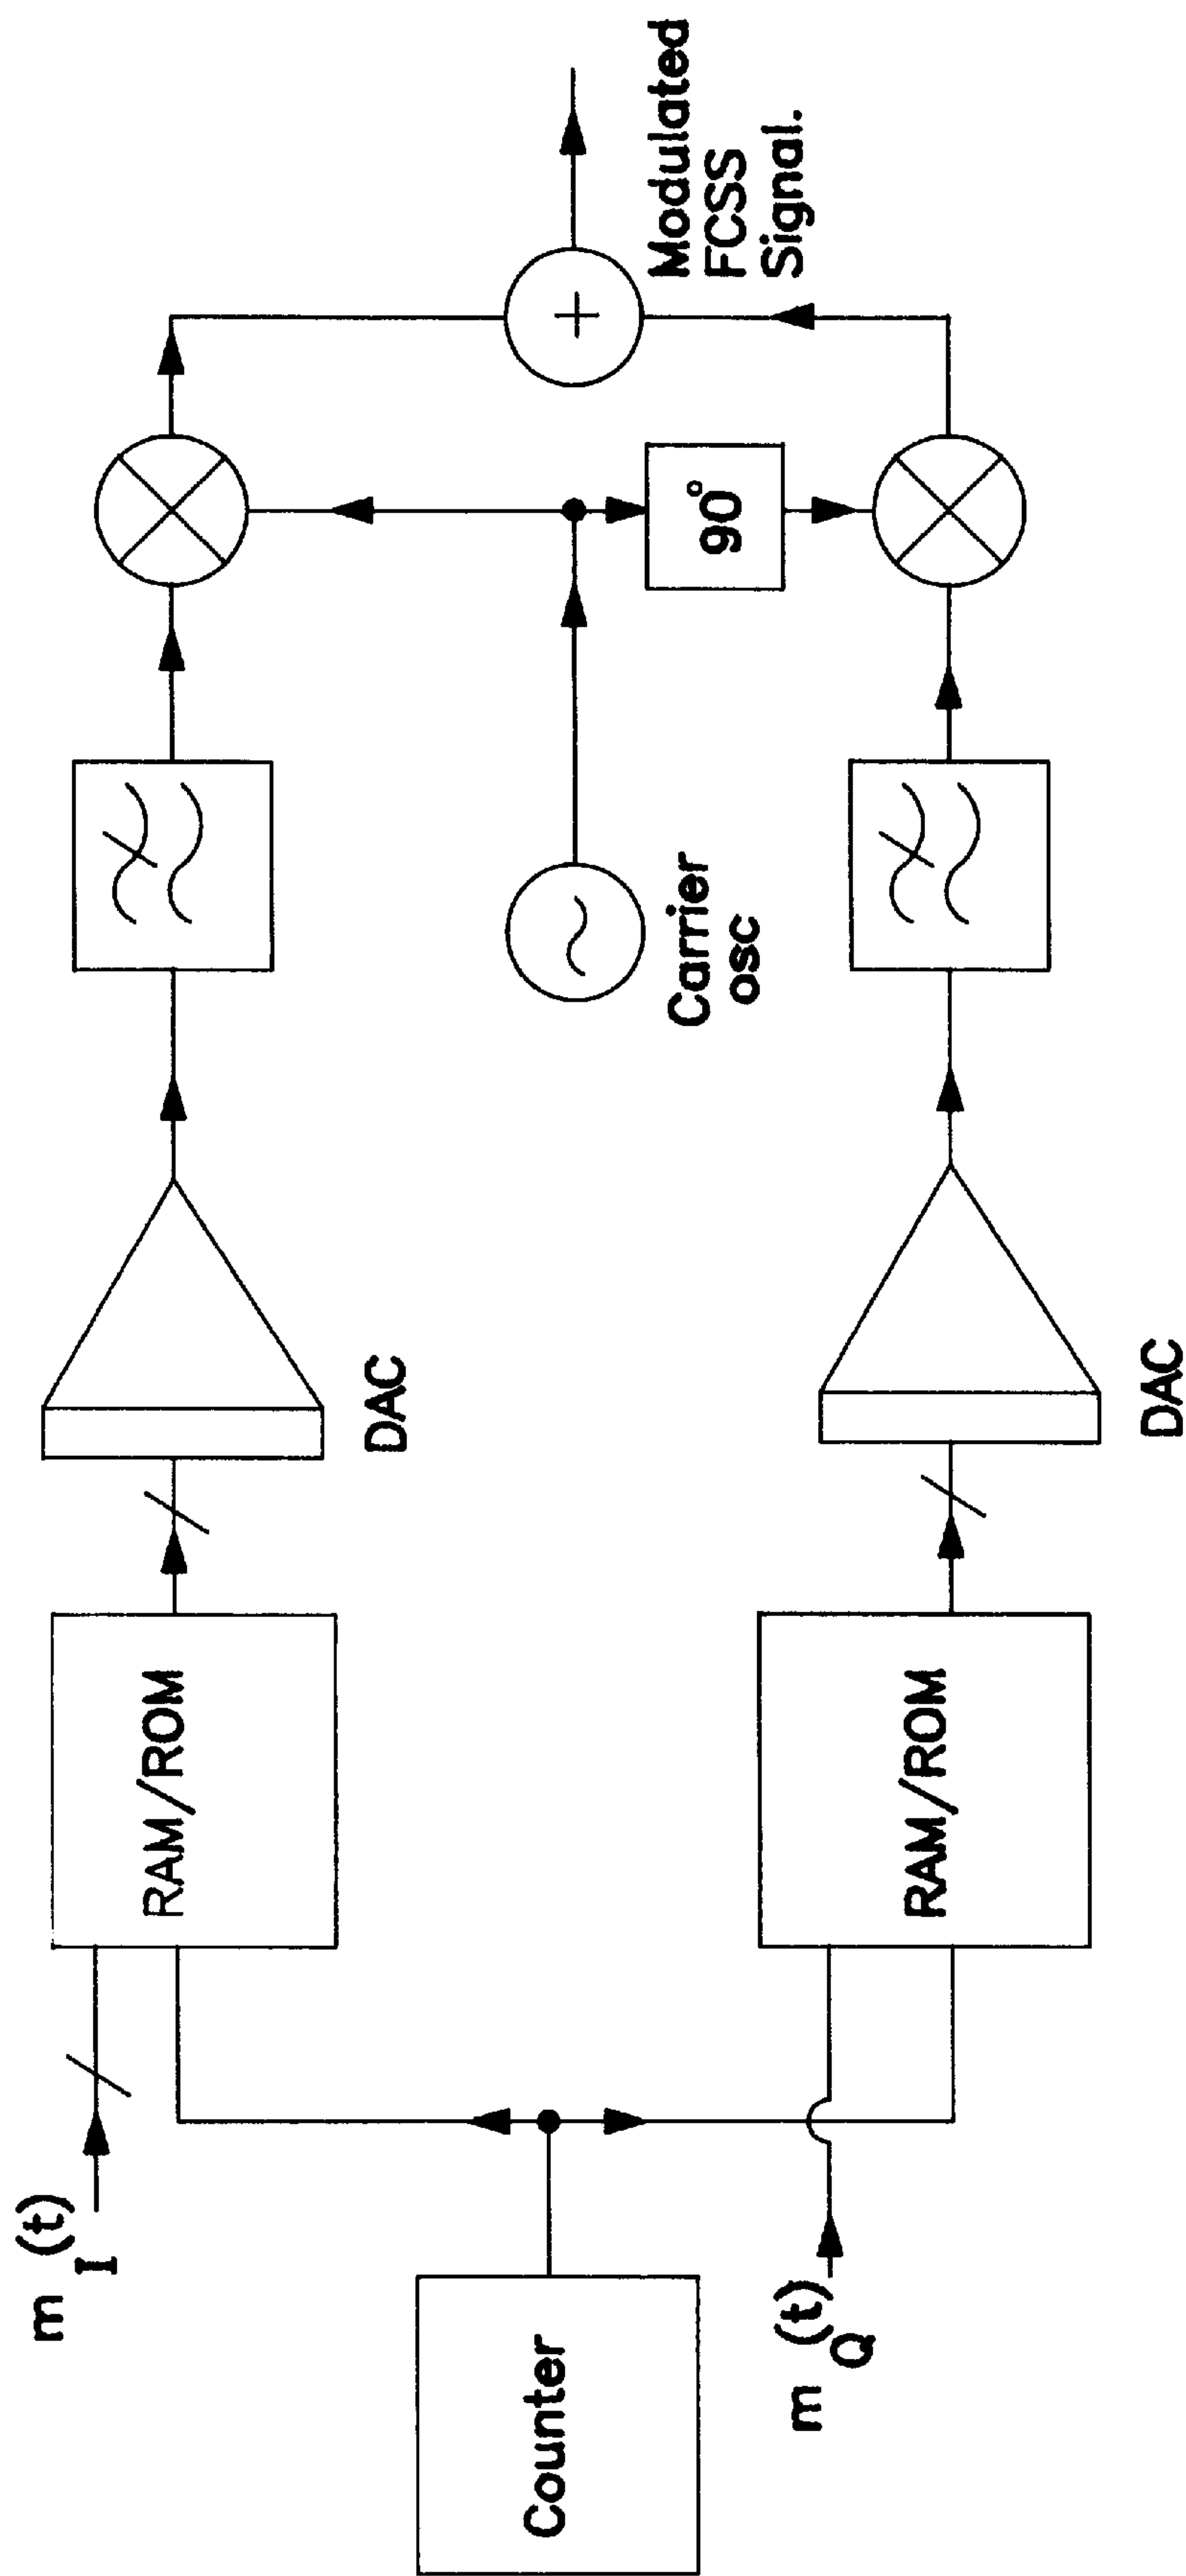 m_I(t)
RAM/ROM
DAC
Counter
Carrier
osc
90°
+
Modulated
FCSS
Signal.
m_Q(t)
RAM/ROM
DAC